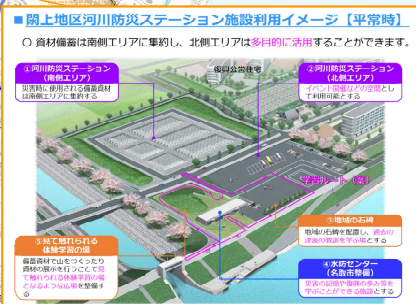 ■閖上地区河川防災ステーション施設利用イメージ【平常時】
○ 資材備蓄は南側エリアに集約し、北側エリアは多目的に活用することができます。
①河川防災ステーション
(南側エリア)
災害時に使用される備蓄資材
は南側エリアに集約する
復興公営住宅
②河川防災ステーション
(北側エリア)
イベント開催などの空間とし
て利用可能とする
学習ルート(案)
③地域の石碑
地域の石碑を配置し、過去の
津波の教訓を学ぶ場とする
⑤見て触れられる
体験学習の場
備蓄資材で山をつくったり
資材の展示を行うことで見
て触れられる体験学習の場
となるような広場を整備す
る
④水防センター
(名取市整備)
災害の記憶や復興の歩み等を
学ぶことができる施設とする